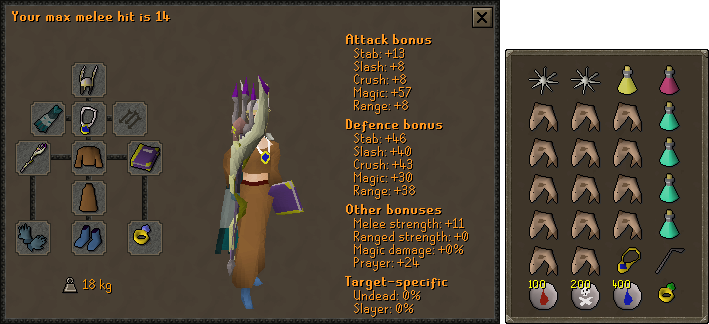 Your max melee hit is 14
Attack bonus
Stab: +13
Slash: +8
Crush: +8
Magic: +57
Range: +8
Defence bonus
Stab: +46
Slash: +40
Crush: +43
Magic: +30
Range: +38
Other bonuses
Melee strength: +11
Ranged strength: +0
Magic damage: +0%
Prayer: +24
Target-specific
Undead: 0%
Slayer: 0%
18 kg
100
200
400